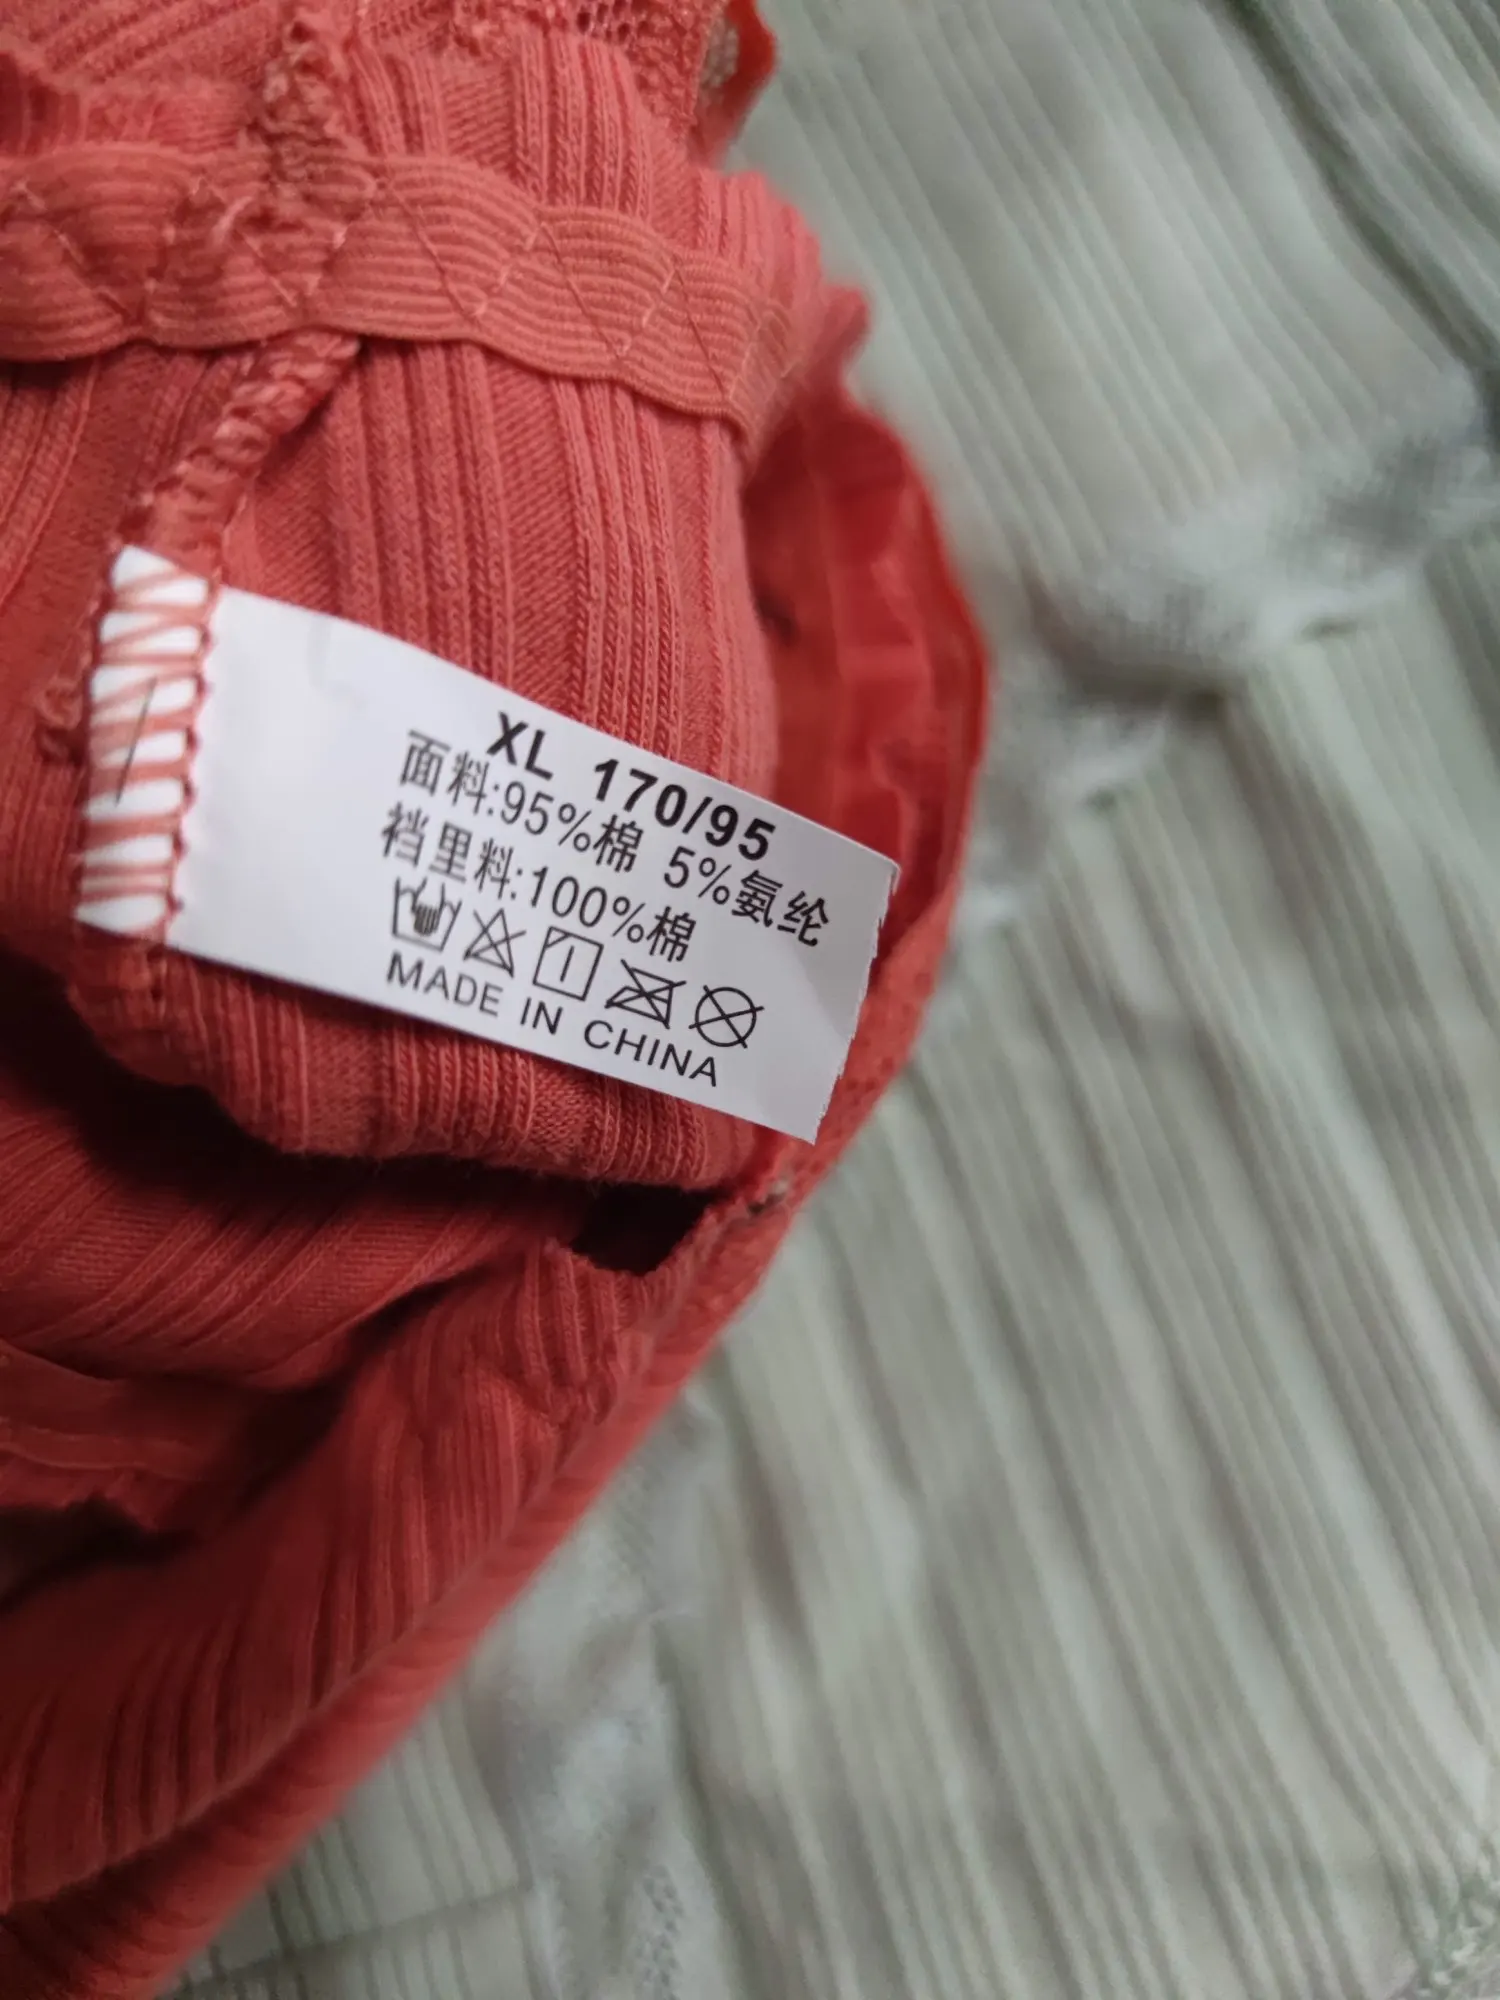 XL 170/95
面料:95%棉 5%氨纶
裆里料:100%棉
MADE IN CHINA